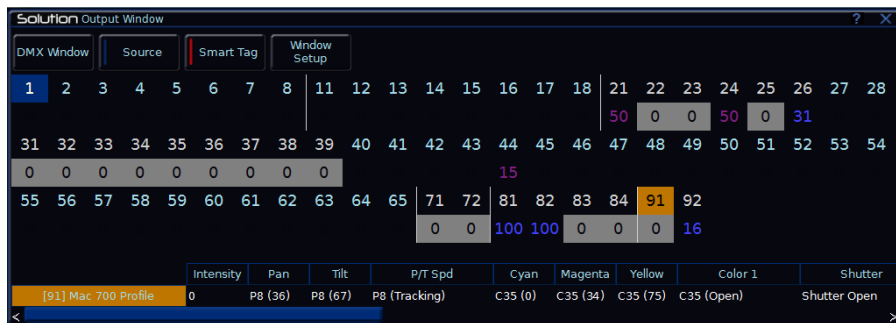 Solution Output Window ? X
DMX Window Source Smart Tag Window Setup
1 2 3 4 5 6 7 8 11 12 13 14 15 16 17 18 21 22 23 24 25 26 27 28
50 0 0 50 0 31
31 32 33 34 35 36 37 38 39 40 41 42 43 44 45 46 47 48 49 50 51 52 53 54
0 0 0 0 0 0 0 0 0 15
55 56 57 58 59 60 61 62 63 64 65 71 72 81 82 83 84 91 92
0 0 100 100 0 0 0 16
Intensity Pan Tilt P/T Spd Cyan Magenta Yellow Color 1 Shutter
[91] Mac 700 Profile 0 P8 (36) P8 (67) P8 (Tracking) C35 (0) C35 (34) C35 (75) C35 (Open) Shutter Open